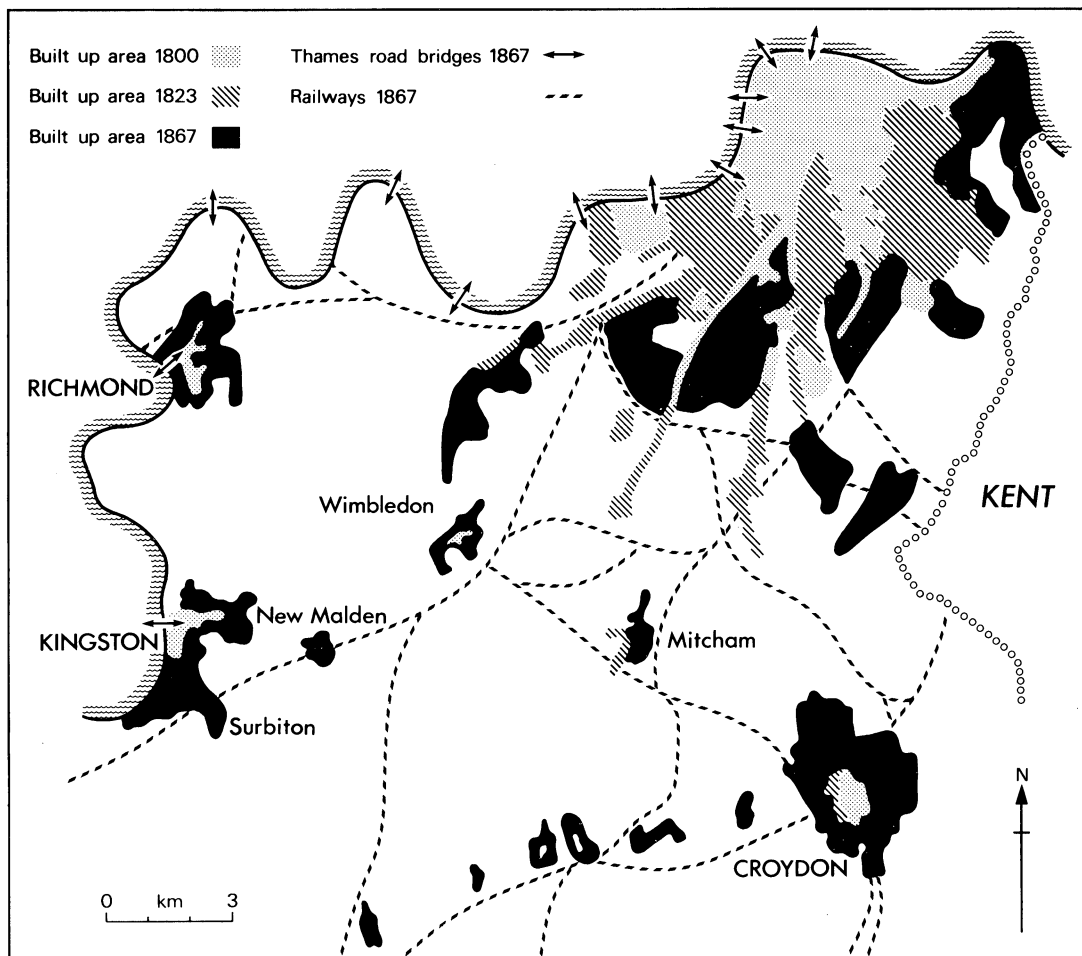 Built up area 1800
Thames road bridges 1867
Built up area 1823
Railways 1867
Built up area 1867
RICHMOND
Wimbledon
KENT
New Malden
KINGSTON
Mitcham
Surbiton
N
CROYDON
0 km 3